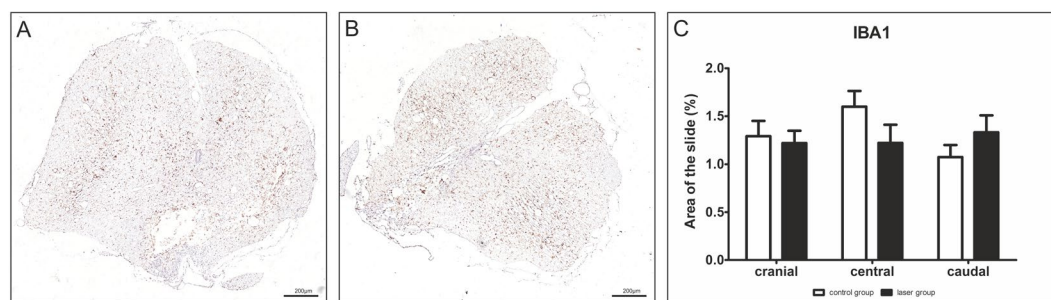 A
200µm
B
200µm
C
IBA1
Area of the slide (%)
2.0
1.5
1.0
0.5
0.0
cranial central caudal
control group laser group